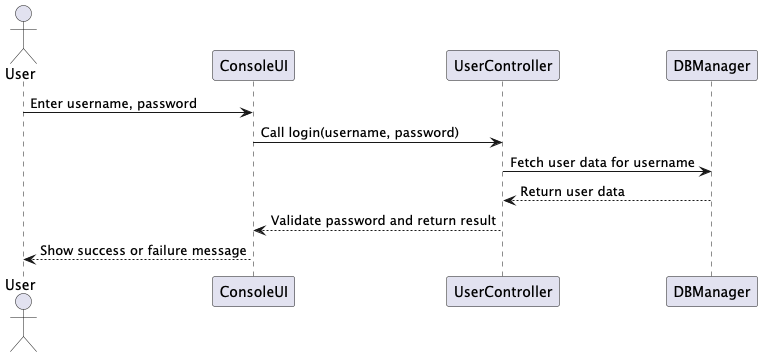 User
ConsoleUI
UserController
DBManager
Enter username, password
Call login(username, password)
Fetch user data for username
Return user data
Validate password and return result
Show success or failure message
User
ConsoleUI
UserController
DBManager